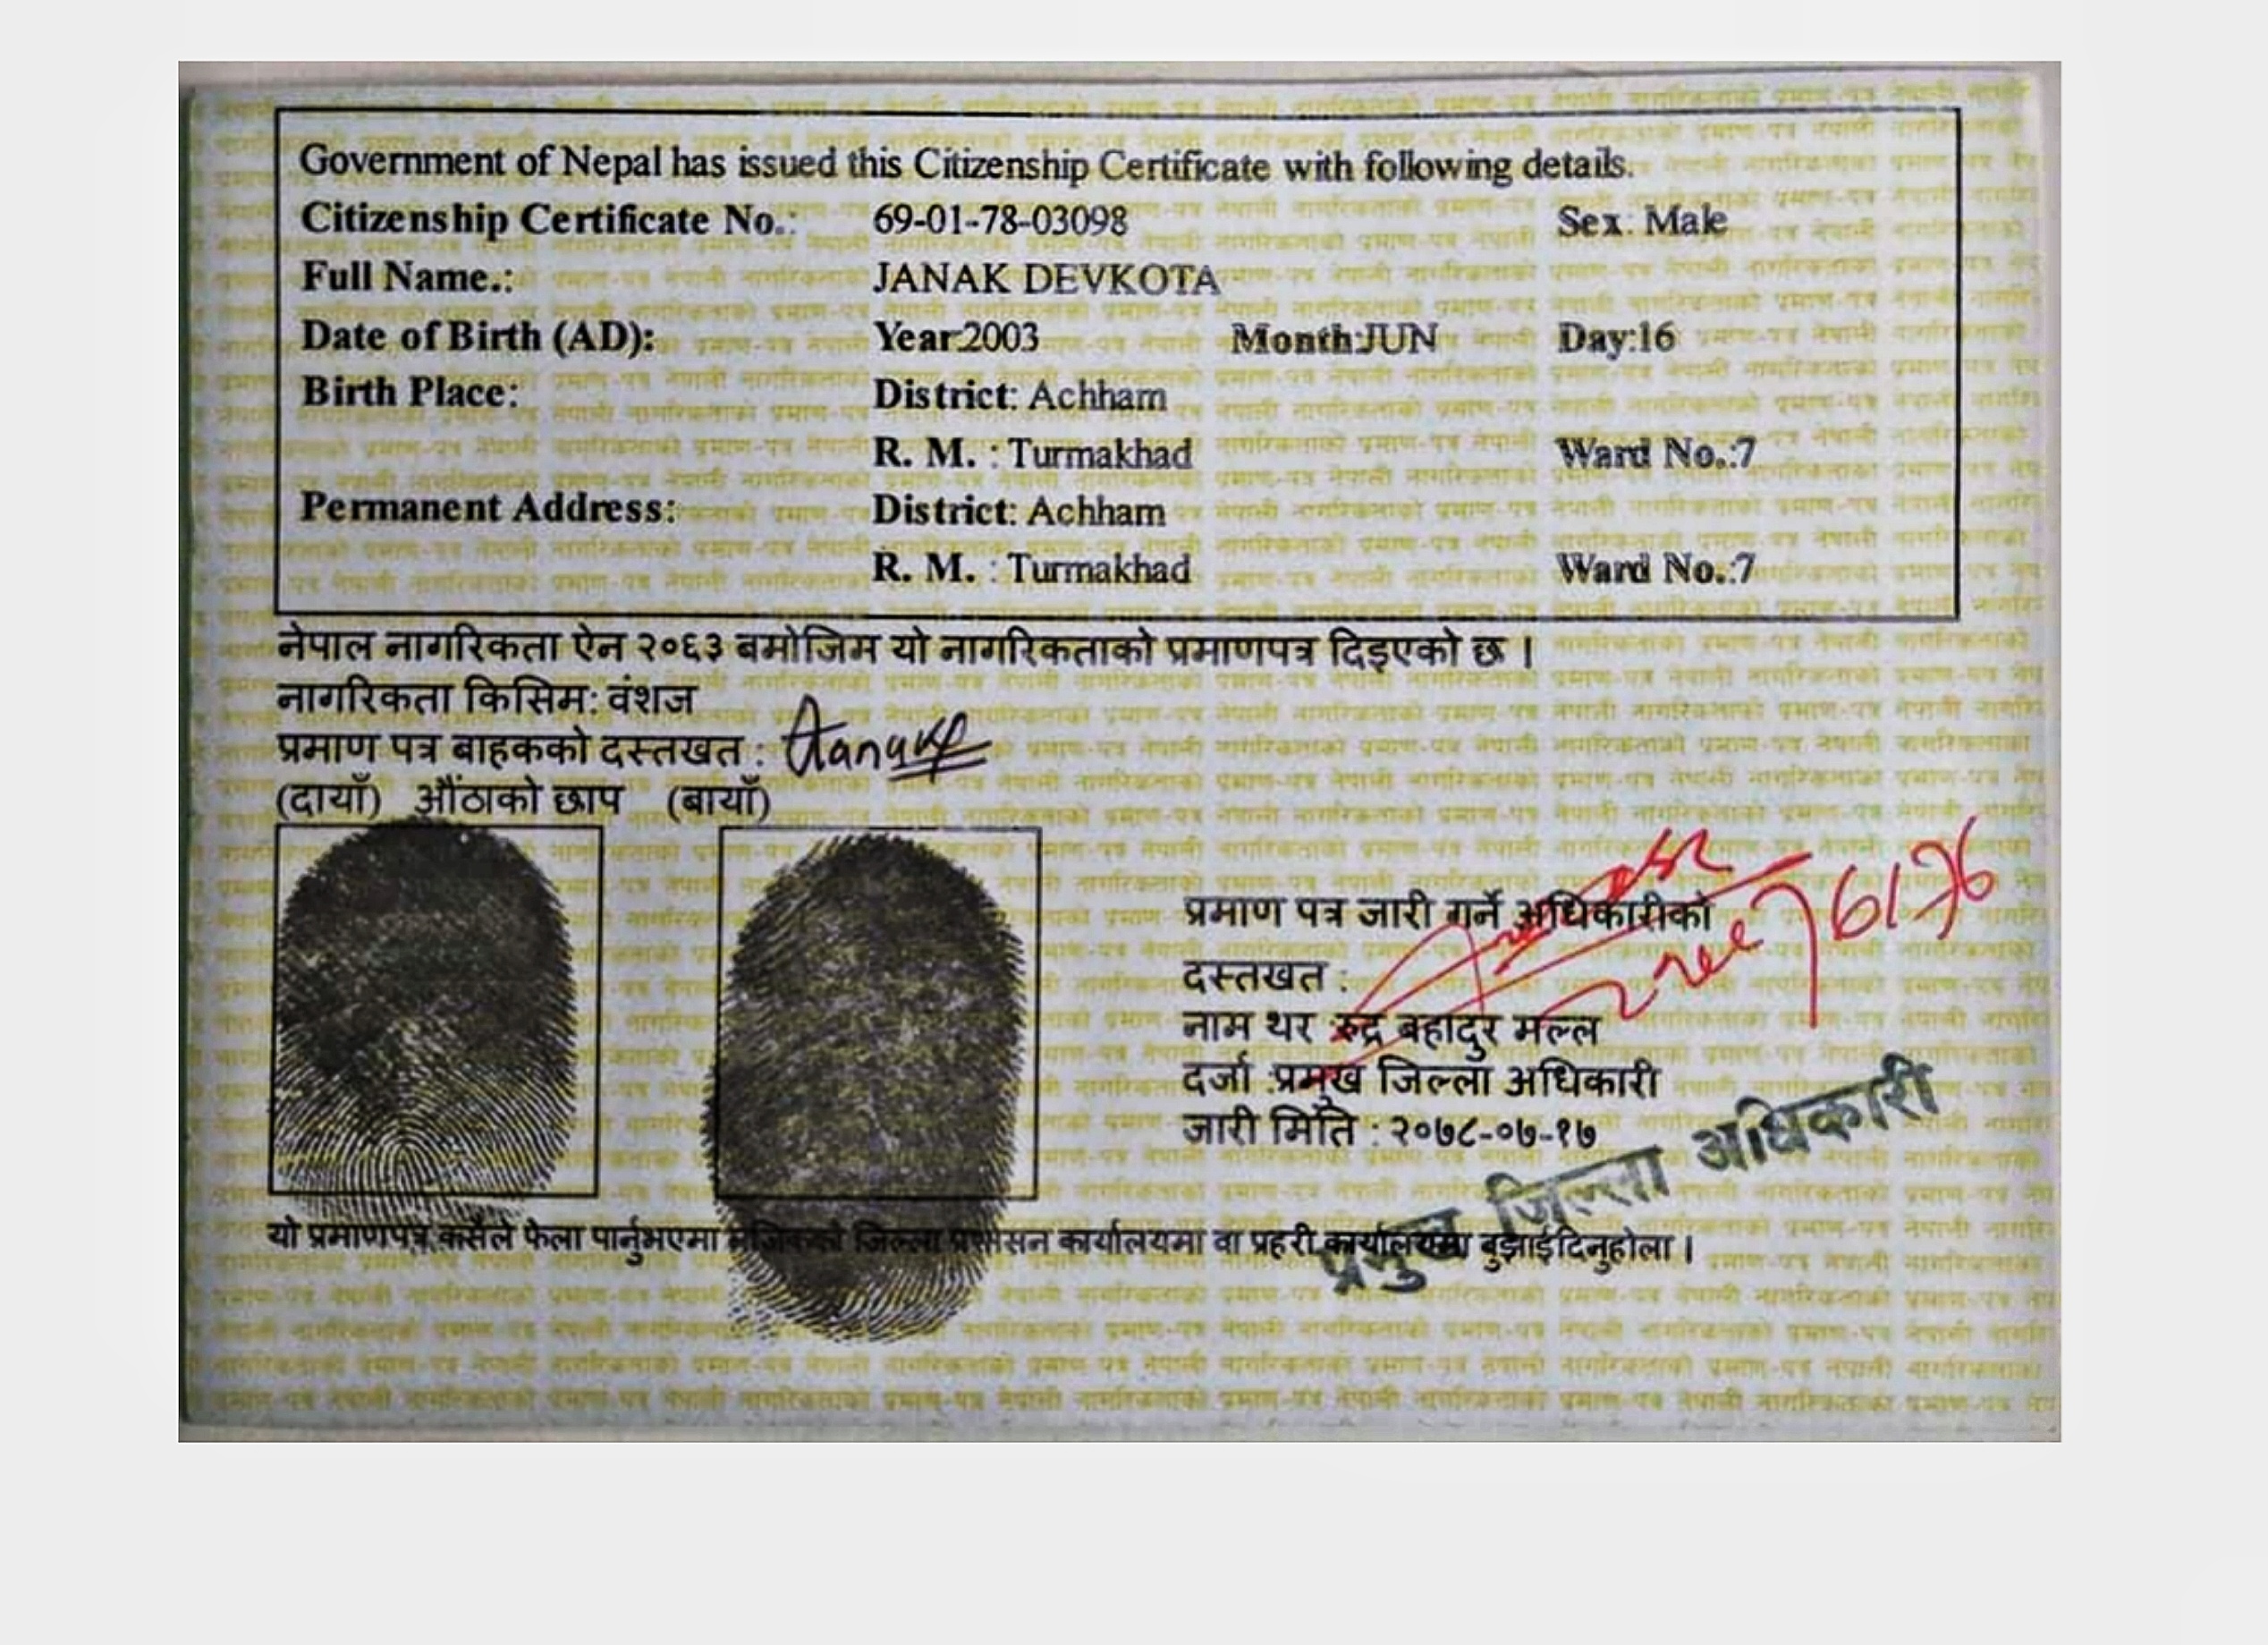 Government of Nepal has issued this Citizenship Certificate with following details.
Citizenship Certificate No.: 69-01-78-03098 Sex: Male
Full Name.: JANAK DEVKOTA
Date of Birth (AD): Year:2003 Month:JUN Day:16
Birth Place: District: Achham
R. M. : Turmakhad Ward No.:7
Permanent Address: District: Achham
R. M. : Turmakhad Ward No.:7
नेपाल नागरिकता ऐन २०६३ बमोजिम यो नागरिकताको प्रमाणपत्र दिइएको छ ।
नागरिकता किसिम: वंशज
प्रमाण पत्र बाहकको दस्तखत :
(दायाँ) औंठाको छाप (बायाँ)
प्रमाण पत्र जारी गर्ने अधिकारीको
दस्तखत :
नाम थर :रुद्र बहादुर मल्ल
दर्जा :प्रमुख जिल्ला अधिकारी
जारी मिति : २०७८-०७-१७
प्रमुख जिल्ला अधिकारी
यो प्रमाणपत्र कसैले फेला पार्नुभएमा नजिकको जिल्ला प्रशासन कार्यालयमा वा प्रहरी कार्यालयमा बुझाईदिनुहोला ।